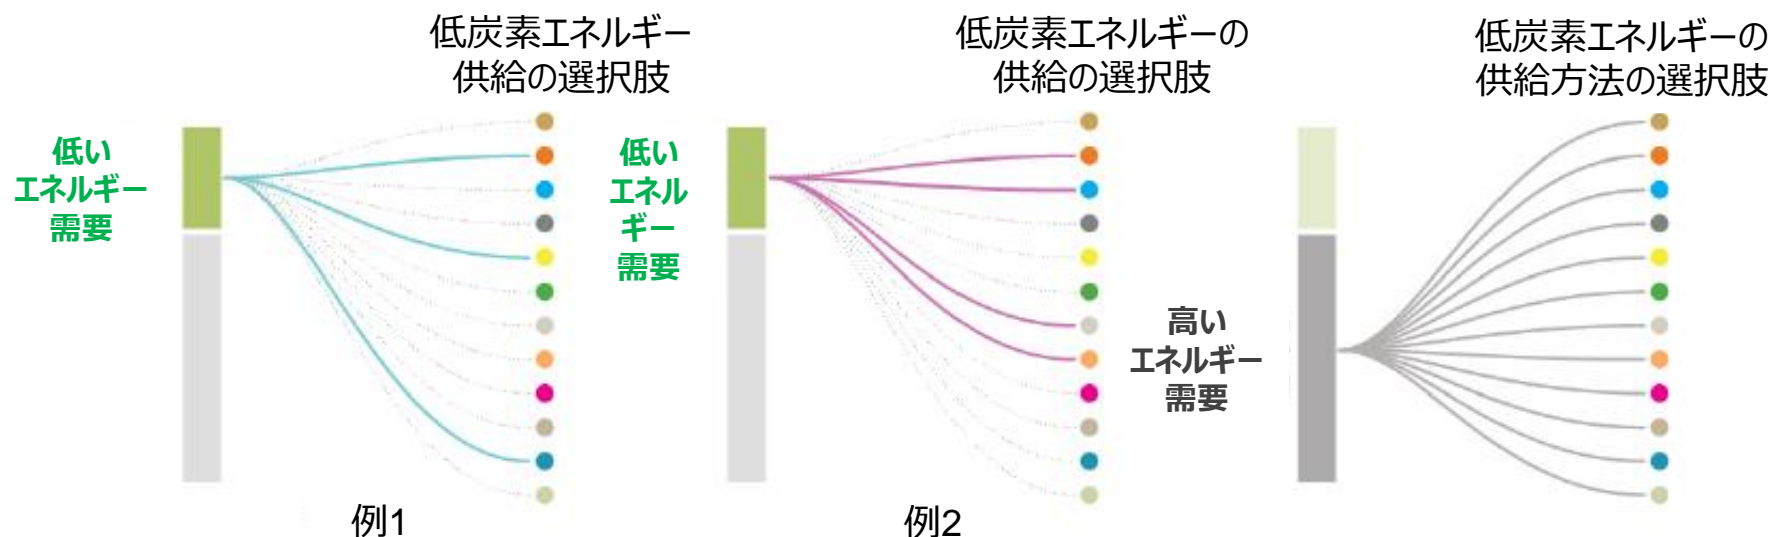 低炭素エネルギー
供給の選択肢
低い
エネルギー
需要
例1
低炭素エネルギーの
供給の選択肢
低い
エネル
ギー
需要
例2
低炭素エネルギーの
供給方法の選択肢
高い
エネルギー
需要